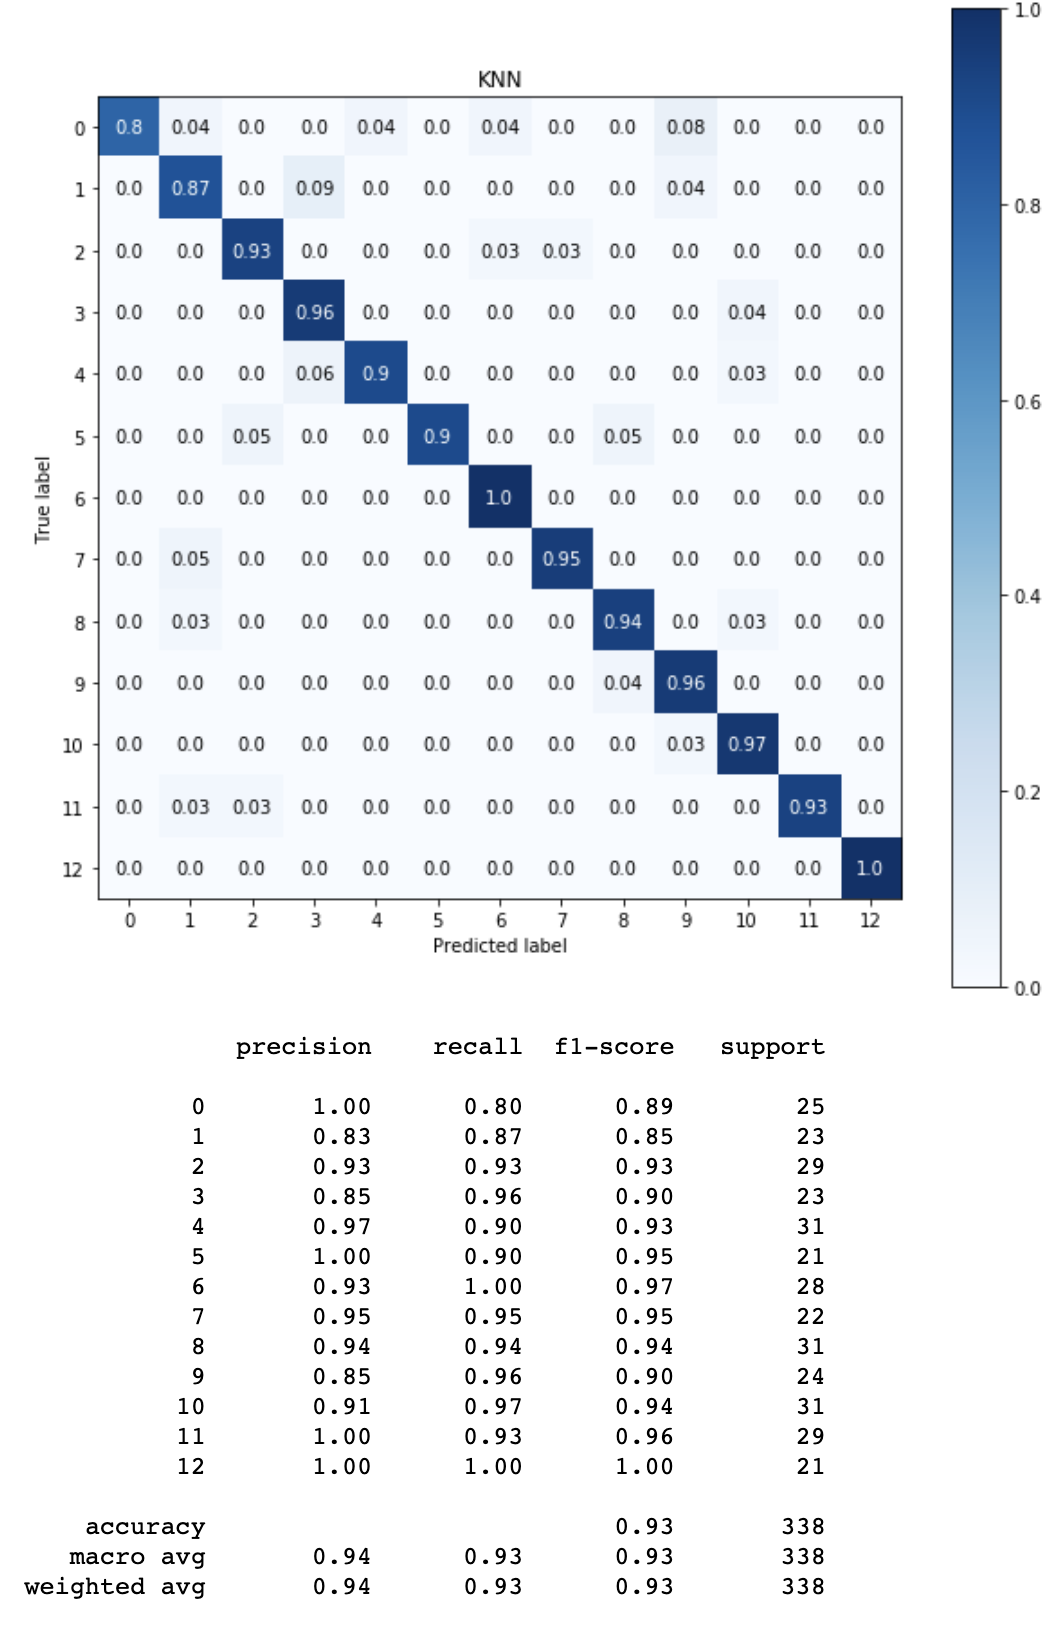 KNN
0 0.8 0.04 0.0 0.0 0.04 0.0 0.04 0.0 0.0 0.08 0.0 0.0 0.0
1 0.0 0.87 0.0 0.09 0.0 0.0 0.0 0.0 0.0 0.04 0.0 0.0 0.0
2 0.0 0.0 0.93 0.0 0.0 0.0 0.03 0.03 0.0 0.0 0.0 0.0 0.0
3 0.0 0.0 0.0 0.96 0.0 0.0 0.0 0.0 0.0 0.0 0.04 0.0 0.0
4 0.0 0.0 0.0 0.06 0.9 0.0 0.0 0.0 0.0 0.0 0.03 0.0 0.0
5 0.0 0.0 0.05 0.0 0.0 0.9 0.0 0.0 0.05 0.0 0.0 0.0 0.0
6 0.0 0.0 0.0 0.0 0.0 0.0 1.0 0.0 0.0 0.0 0.0 0.0 0.0
7 0.0 0.05 0.0 0.0 0.0 0.0 0.0 0.95 0.0 0.0 0.0 0.0 0.0
8 0.0 0.03 0.0 0.0 0.0 0.0 0.0 0.0 0.94 0.0 0.03 0.0 0.0
9 0.0 0.0 0.0 0.0 0.0 0.0 0.0 0.0 0.04 0.96 0.0 0.0 0.0
10 0.0 0.0 0.0 0.0 0.0 0.0 0.0 0.0 0.0 0.03 0.97 0.0 0.0
11 0.0 0.03 0.03 0.0 0.0 0.0 0.0 0.0 0.0 0.0 0.0 0.93 0.0
12 0.0 0.0 0.0 0.0 0.0 0.0 0.0 0.0 0.0 0.0 0.0 0.0 1.0
0 1 2 3 4 5 6 7 8 9 10 11 12
Predicted label
True label
1.0
0.8
0.6
0.4
0.2
0.0
precision recall f1-score support
0 1.00 0.80 0.89 25
1 0.83 0.87 0.85 23
2 0.93 0.93 0.93 29
3 0.85 0.96 0.90 23
4 0.97 0.90 0.93 31
5 1.00 0.90 0.95 21
6 0.93 1.00 0.97 28
7 0.95 0.95 0.95 22
8 0.94 0.94 0.94 31
9 0.85 0.96 0.90 24
10 0.91 0.97 0.94 31
11 1.00 0.93 0.96 29
12 1.00 1.00 1.00 21
accuracy 0.93 338
macro avg 0.94 0.93 0.93 338
weighted avg 0.94 0.93 0.93 338